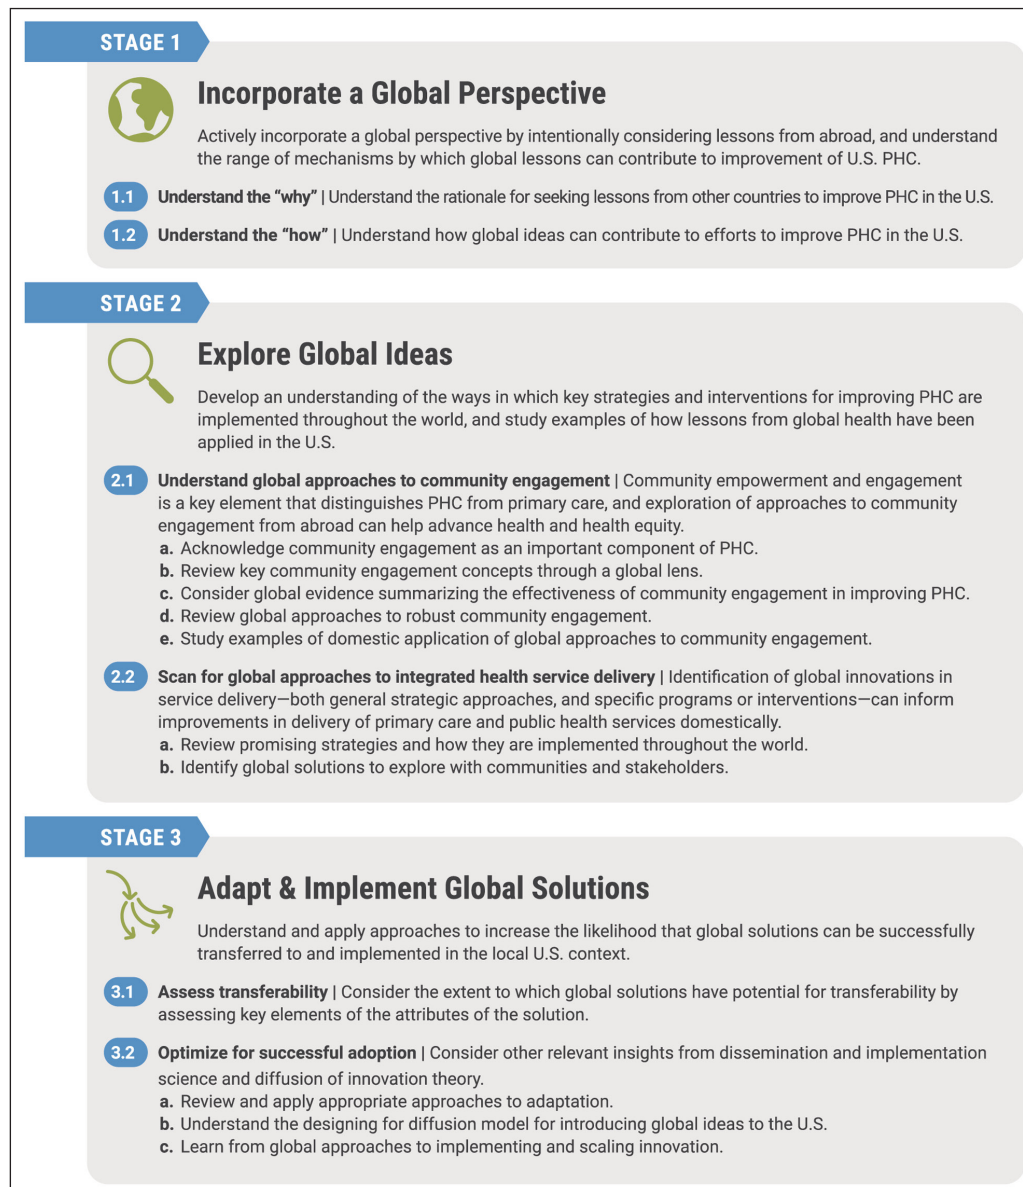 STAGE 1
Incorporate a Global Perspective
Actively incorporate a global perspective by intentionally considering lessons from abroad, and understand
the range of mechanisms by which global lessons can contribute to improvement of U.S. PHC.
1.1 Understand the “why” | Understand the rationale for seeking lessons from other countries to improve PHC in the U.S.
1.2 Understand the “how” | Understand how global ideas can contribute to efforts to improve PHC in the U.S.
STAGE 2
Explore Global Ideas
Develop an understanding of the ways in which key strategies and interventions for improving PHC are
implemented throughout the world, and study examples of how lessons from global health have been
applied in the U.S.
2.1 Understand global approaches to community engagement | Community empowerment and engagement
is a key element that distinguishes PHC from primary care, and exploration of approaches to community
engagement from abroad can help advance health and health equity.
a. Acknowledge community engagement as an important component of PHC.
b. Review key community engagement concepts through a global lens.
c. Consider global evidence summarizing the effectiveness of community engagement in improving PHC.
d. Review global approaches to robust community engagement.
e. Study examples of domestic application of global approaches to community engagement.
2.2 Scan for global approaches to integrated health service delivery | Identification of global innovations in
service delivery—both general strategic approaches, and specific programs or interventions—can inform
improvements in delivery of primary care and public health services domestically.
a. Review promising strategies and how they are implemented throughout the world.
b. Identify global solutions to explore with communities and stakeholders.
STAGE 3
Adapt & Implement Global Solutions
Understand and apply approaches to increase the likelihood that global solutions can be successfully
transferred to and implemented in the local U.S. context.
3.1 Assess transferability | Consider the extent to which global solutions have potential for transferability by
assessing key elements of the attributes of the solution.
3.2 Optimize for successful adoption | Consider other relevant insights from dissemination and implementation
science and diffusion of innovation theory.
a. Review and apply appropriate approaches to adaptation.
b. Understand the designing for diffusion model for introducing global ideas to the U.S.
c. Learn from global approaches to implementing and scaling innovation.